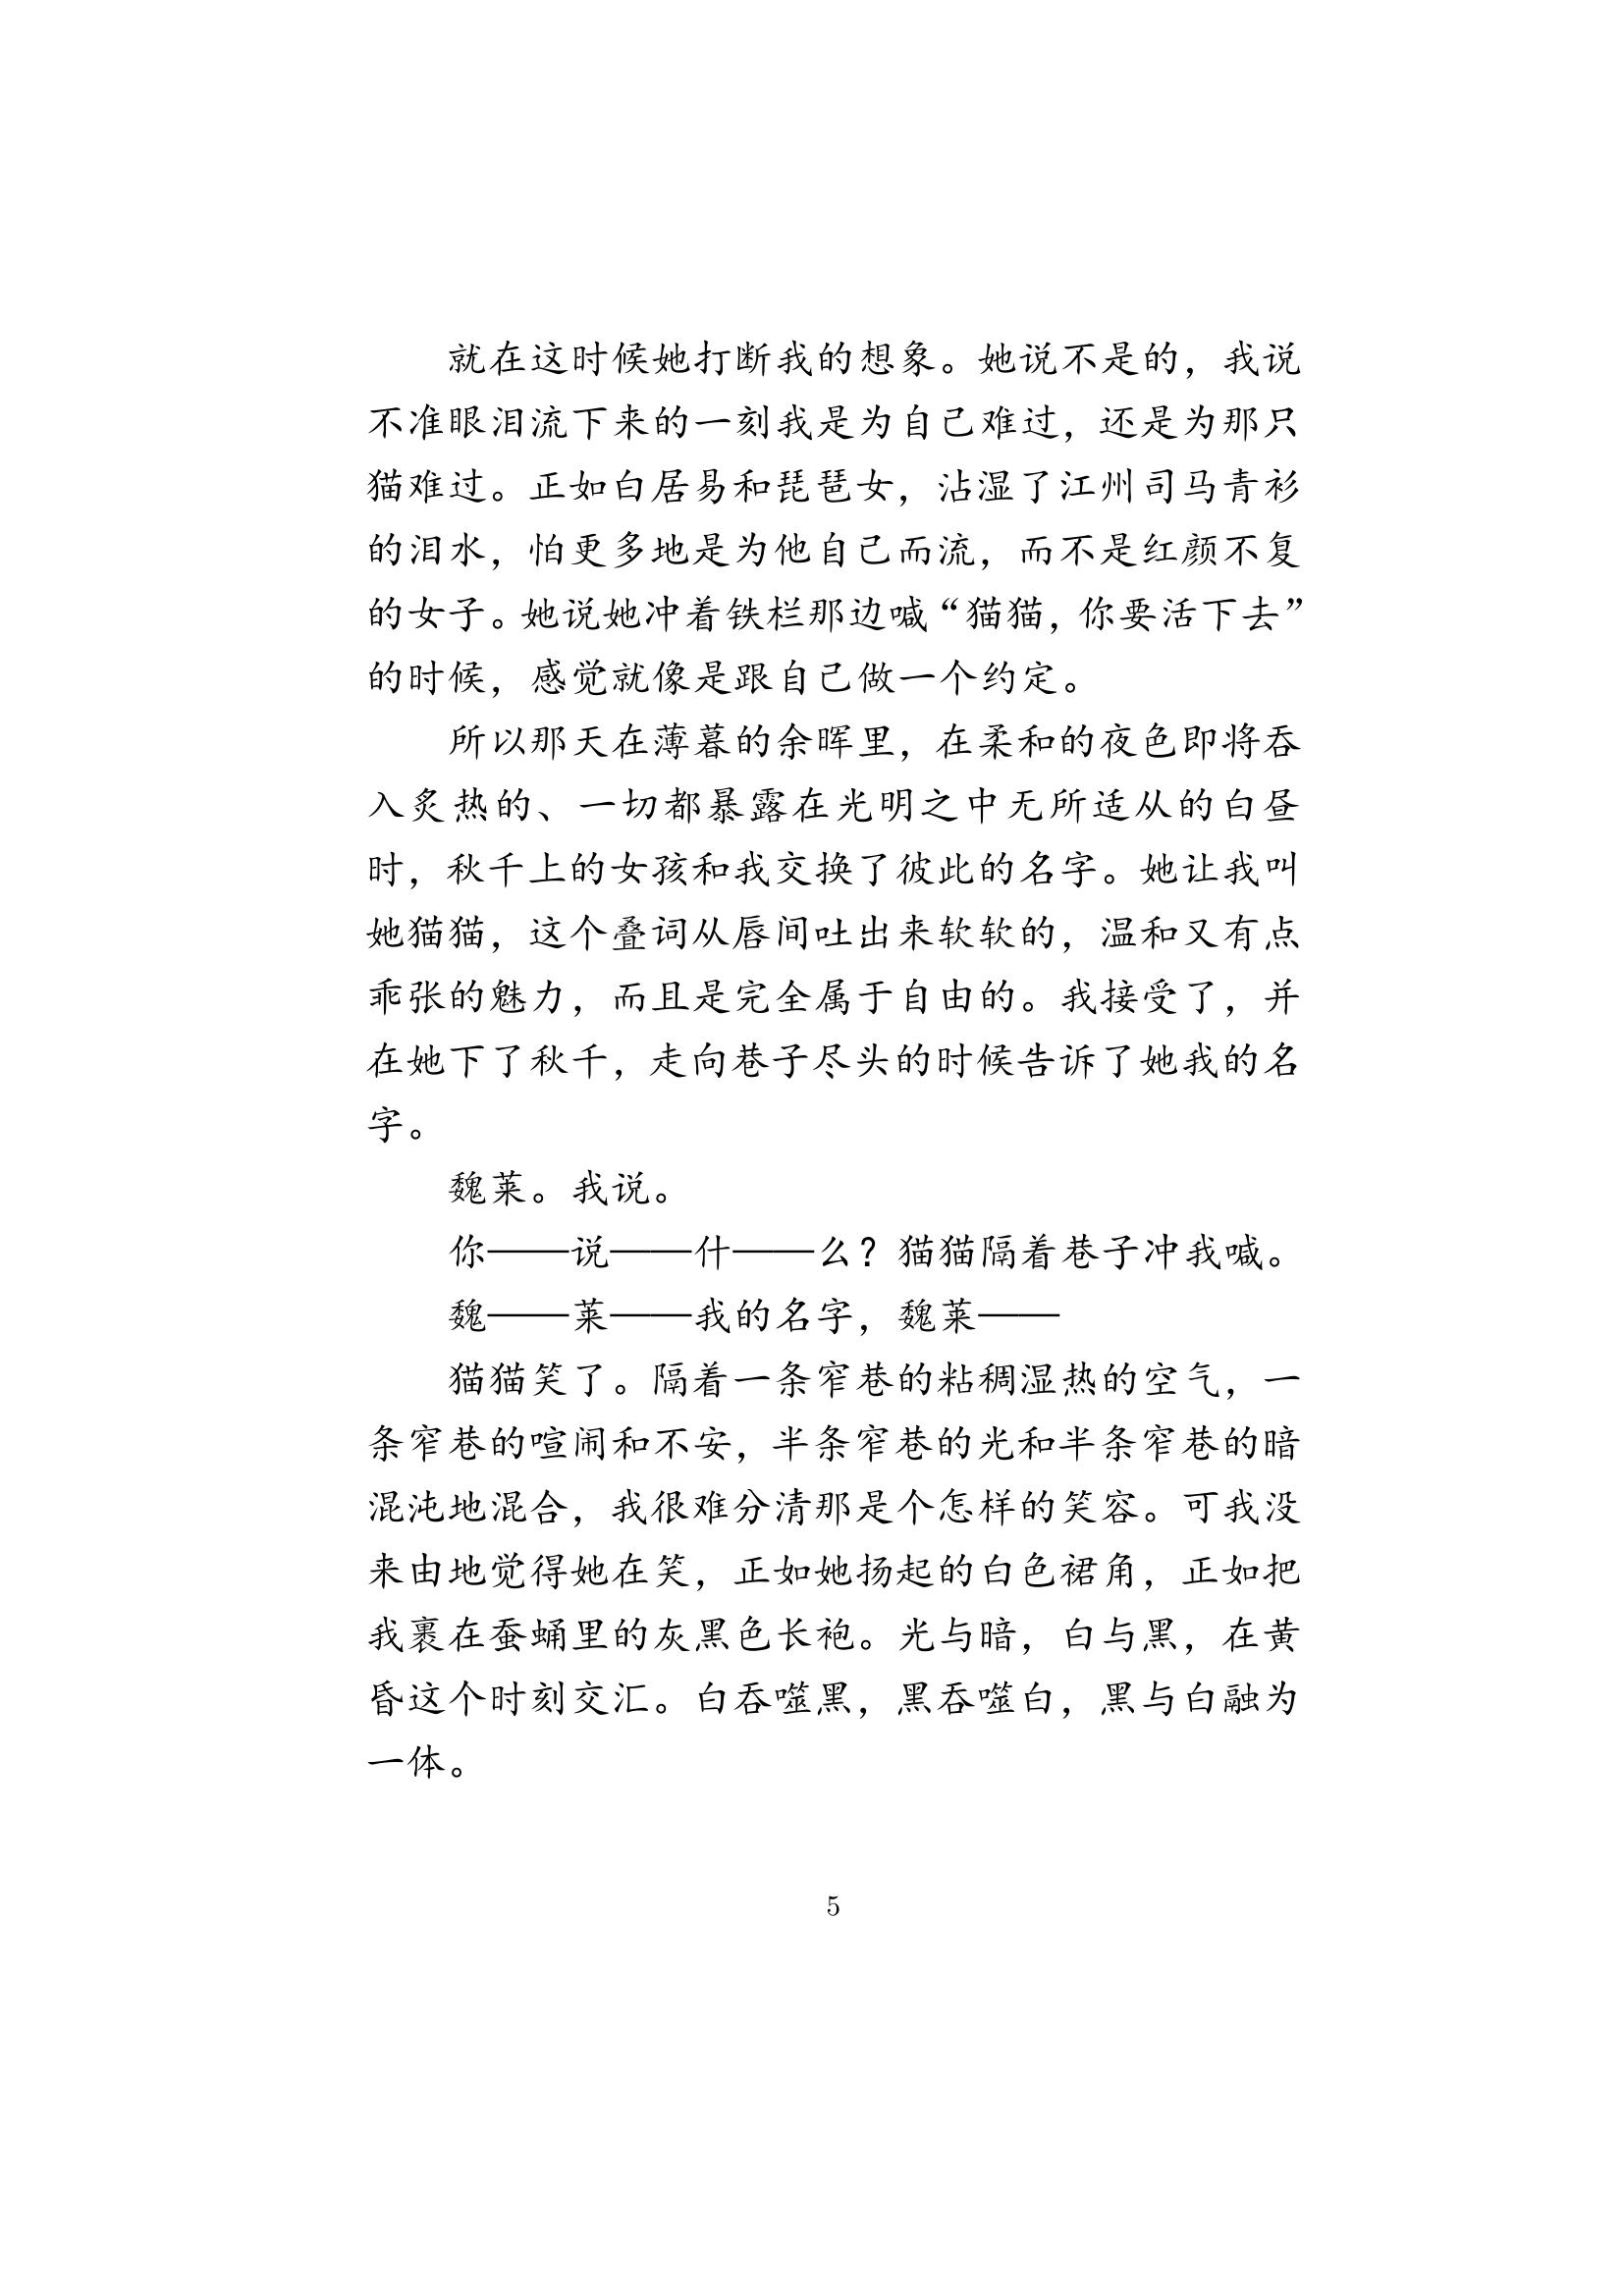 就在这时候她打断我的想象。她说不是的，我说
不准眼泪流下来的一刻我是为自己难过，还是为那只
猫难过。正如白居易和琵琶女，沾湿了江州司马青衫
的泪水，怕更多地是为他自己而流，而不是红颜不复
的女子。她说她冲着铁栏那边喊“猫猫，你要活下去”
的时候，感觉就像是跟自己做一个约定。
所以那天在薄暮的余晖里，在柔和的夜色即将吞
入炙热的、一切都暴露在光明之中无所适从的白昼
时，秋千上的女孩和我交换了彼此的名字。她让我叫
她猫猫，这个叠词从唇间吐出来软软的，温和又有点
乖张的魅力，而且是完全属于自由的。我接受了，并
在她下了秋千，走向巷子尽头的时候告诉了她我的名
字。
魏莱。我说。
你——说——什——么？猫猫隔着巷子冲我喊。
魏——莱——我的名字，魏莱——
猫猫笑了。隔着一条窄巷的粘稠湿热的空气，一
条窄巷的喧闹和不安，半条窄巷的光和半条窄巷的暗
混沌地混合，我很难分清那是个怎样的笑容。可我没
来由地觉得她在笑，正如她扬起的白色裙角，正如把
我裹在蚕蛹里的灰黑色长袍。光与暗，白与黑，在黄
昏这个时刻交汇。白吞噬黑，黑吞噬白，黑与白融为
一体。
5